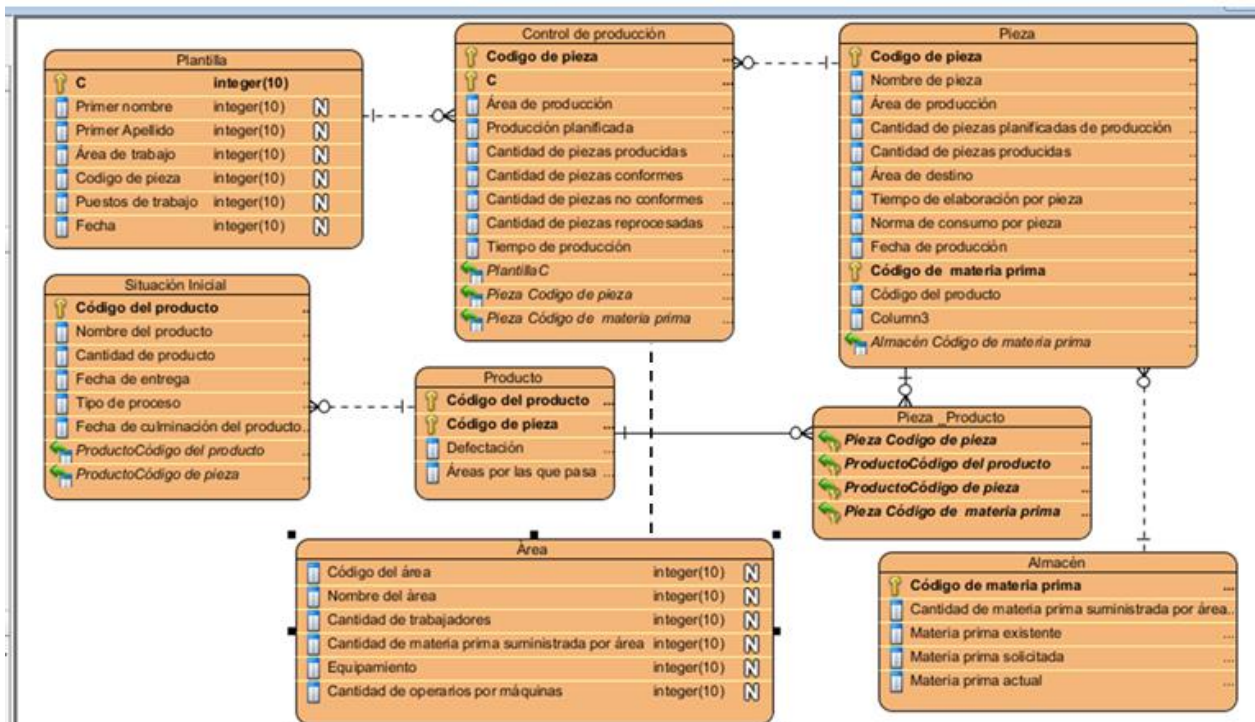 Plantilla
C integer(10)
Primer nombre integer(10) N
Primer Apellido integer(10) N
Área de trabajo integer(10) N
Codigo de pieza integer(10) N
Puestos de trabajo integer(10) N
Fecha integer(10) N
Control de producción
Codigo de pieza ...
C ...
Área de producción ...
Producción planificada ...
Cantidad de piezas producidas ...
Cantidad de piezas conformes ...
Cantidad de piezas no conformes ...
Cantidad de piezas reprocesadas ...
Tiempo de producción ...
PlantillaC ...
Pieza Codigo de pieza ...
Pieza Código de materia prima ...
Pieza
Codigo de pieza ...
Nombre de pieza ...
Área de producción ...
Cantidad de piezas planificadas de producción ...
Cantidad de piezas producidas ...
Área de destino ...
Tiempo de elaboración por pieza ...
Norma de consumo por pieza ...
Fecha de producción ...
Código de materia prima ...
Código del producto ...
Column3 ...
Almacén Código de materia prima ...
Situación Inicial
Código del producto ...
Nombre del producto ...
Cantidad de producto ...
Fecha de entrega ...
Tipo de proceso ...
Fecha de culminación del producto...
ProductoCódigo del producto ...
ProductoCódigo de pieza ...
Producto
Código del producto ...
Código de pieza ...
Defectación ...
Áreas por las que pasa ...
Pieza _Producto
Pieza Codigo de pieza ...
ProductoCódigo del producto ...
ProductoCódigo de pieza ...
Pieza Código de materia prima ...
Área
Código del área integer(10) N
Nombre del área integer(10) N
Cantidad de trabajadores integer(10) N
Cantidad de materia prima suministrada por área integer(10) N
Equipamiento integer(10) N
Cantidad de operarios por máquinas integer(10) N
Almacén
Código de materia prima ...
Cantidad de materia prima suministrada por área...
Materia prima existente ...
Materia prima solicitada ...
Materia prima actual ...